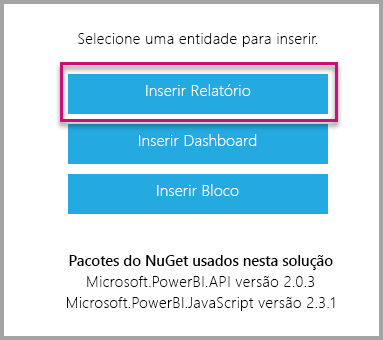 Selecione uma entidade para inserir.
Inserir Relatório
Inserir Dashboard
Inserir Bloco
Pacotes do NuGet usados nesta solução
Microsoft.PowerBI.API versão 2.0.3
Microsoft.PowerBI.JavaScript versão 2.3.1